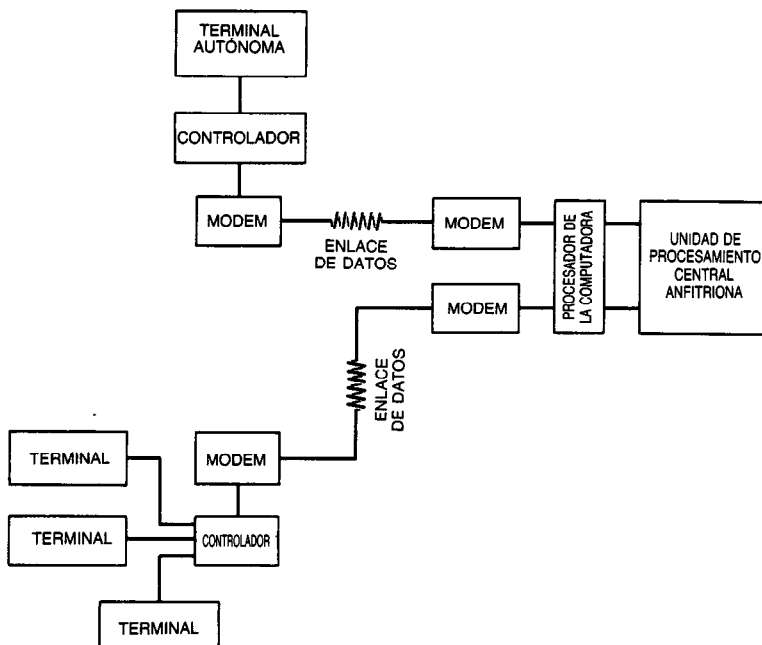 TERMINAL
AUTÓNOMA
CONTROLADOR
MODEM
ENLACE
DE DATOS
MODEM
PROCESADOR DE
LA COMPUTADORA
UNIDAD DE
PROCESAMIENTO
CENTRAL
ANFITRIONA
MODEM
ENLACE
DE DATOS
MODEM
TERMINAL
TERMINAL
CONTROLADOR
TERMINAL